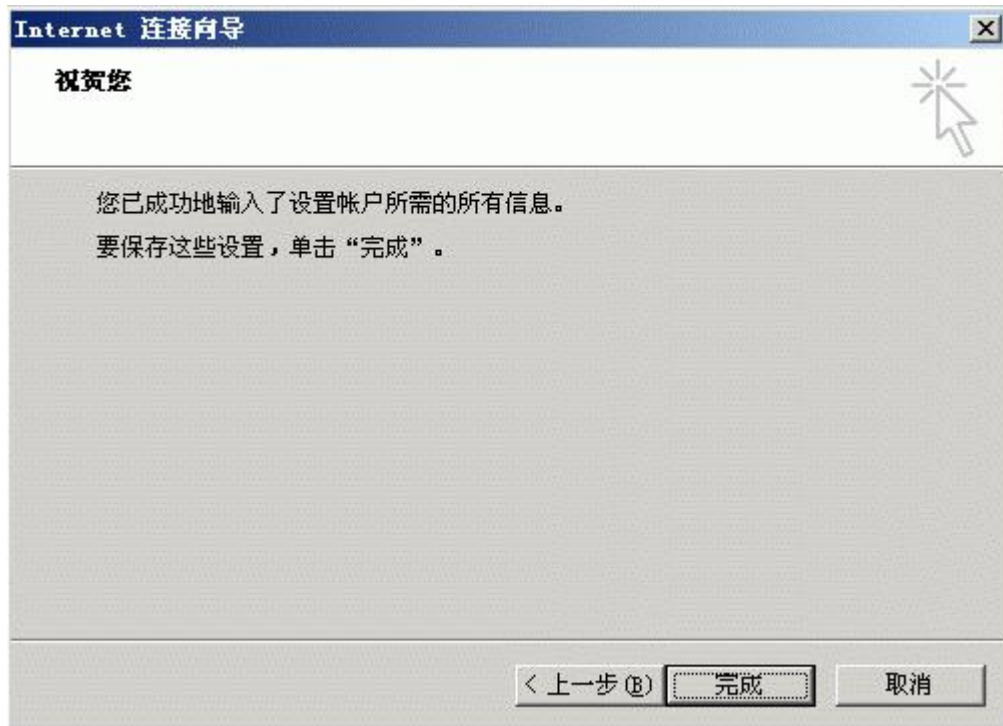 Internet 连接向导
祝贺您
您已成功地输入了设置帐户所需的所有信息。
要保存这些设置，单击“完成”。
< 上一步(B) 完成 取消